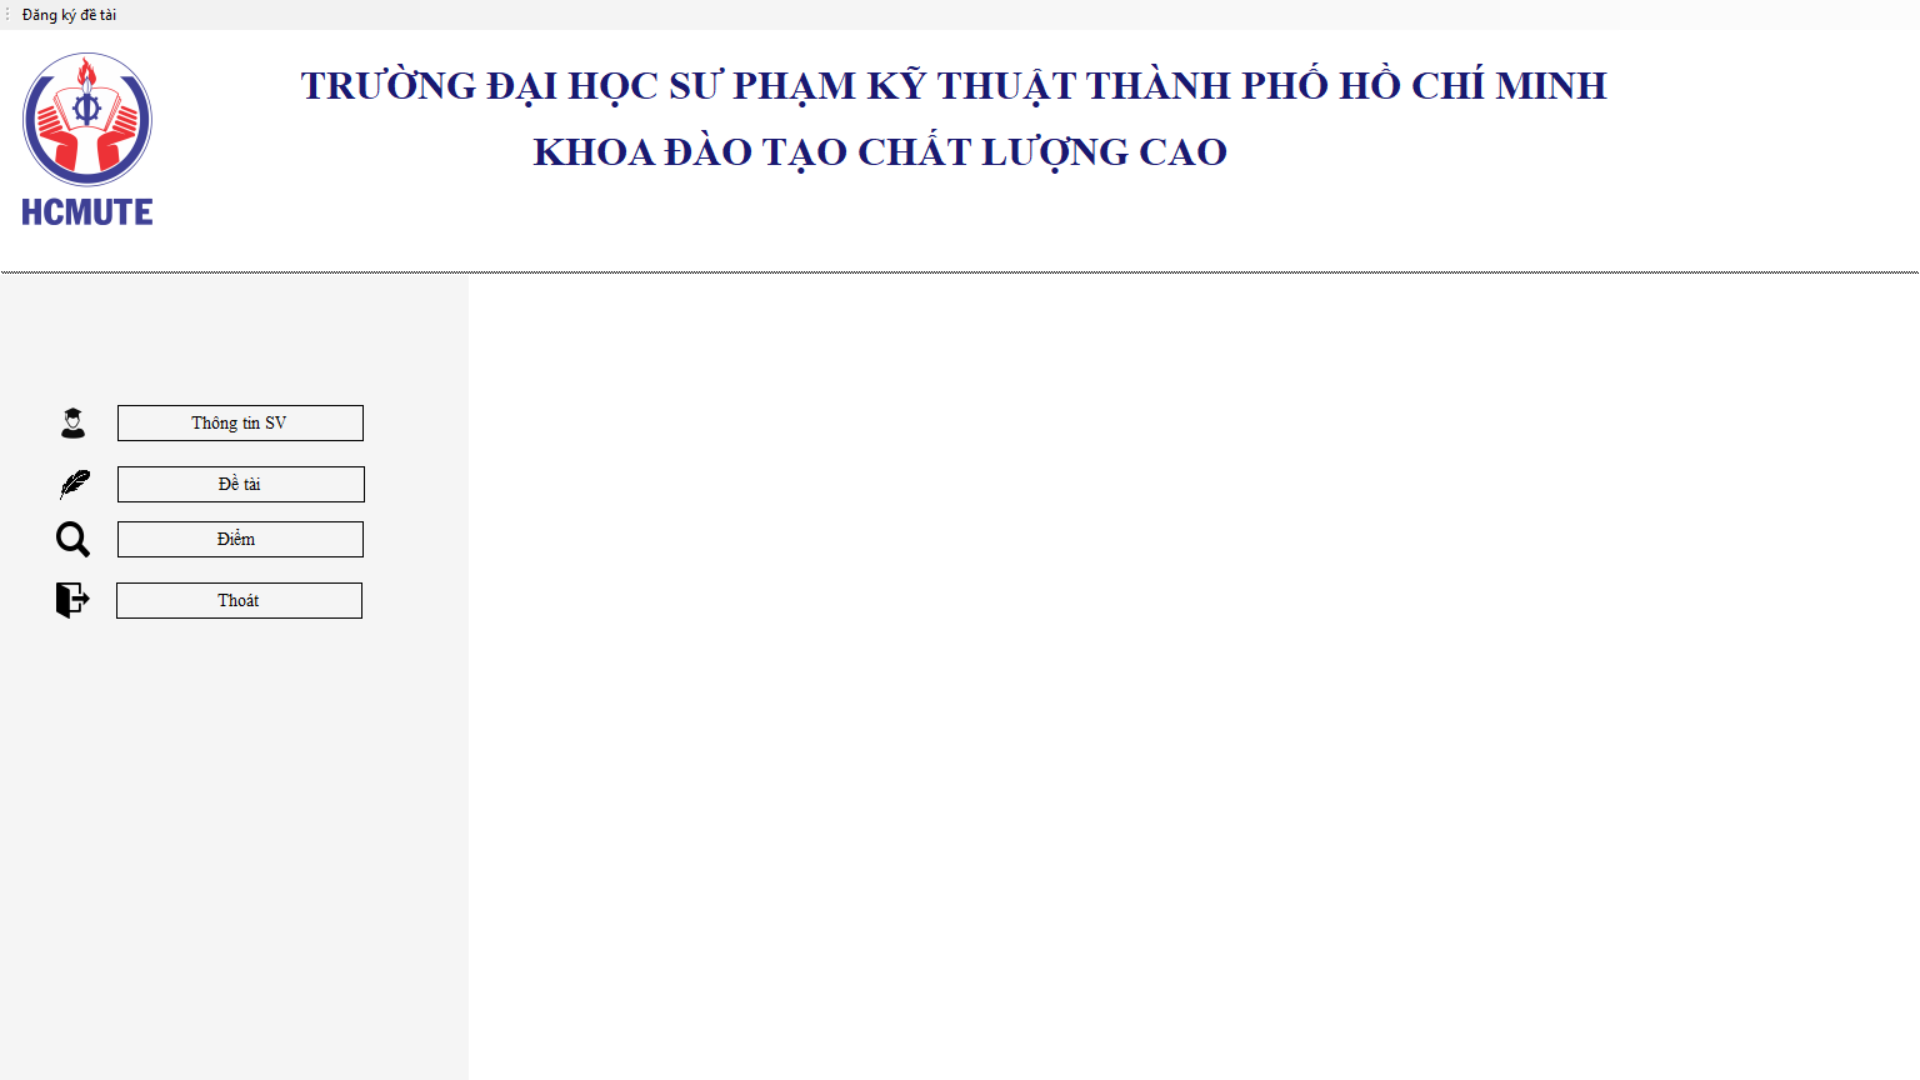 Đăng ký đề tài
TRƯỜNG ĐẠI HỌC SƯ PHẠM KỸ THUẬT THÀNH PHỐ HỒ CHÍ MINH
KHOA ĐÀO TẠO CHẤT LƯỢNG CAO
HCMUTE
Thông tin SV
Đề tài
Điểm
Thoát